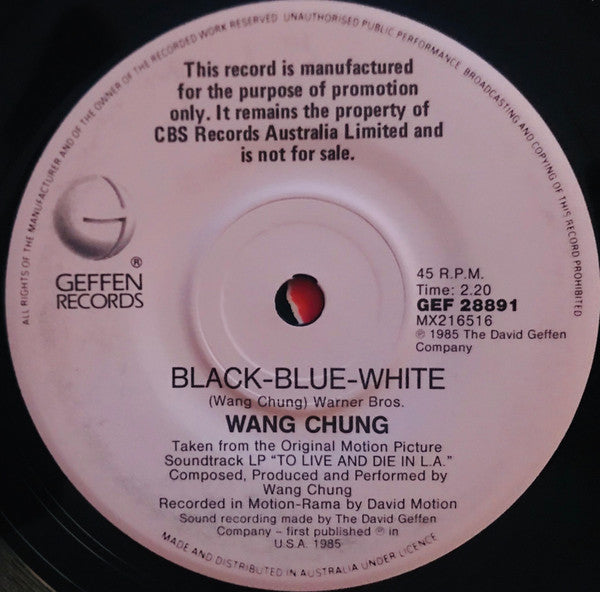 ALL RIGHTS OF THE MANUFACTURER AND OF THE OWNER OF THE RECORDED WORK RESERVED UNAUTHORISED PUBLIC PERFORMANCE, BROADCASTING AND COPYING OF THIS RECORD PROHIBITED
This record is manufactured
for the purpose of promotion
only. It remains the property of
CBS Records Australia Limited and
is not for sale.
G
®
GEFFEN
RECORDS
45 R.P.M.
Time: 2.20
GEF 28891
MX216516
℗ 1985 The David Geffen
Company
BLACK-BLUE-WHITE
(Wang Chung) Warner Bros.
WANG CHUNG
Taken from the Original Motion Picture
Soundtrack LP "TO LIVE AND DIE IN L.A."
Composed, Produced and Performed by
Wang Chung
Recorded in Motion-Rama by David Motion
Sound recording made by The David Geffen
Company – first published ℗ in
U.S.A. 1985
MADE AND DISTRIBUTED IN AUSTRALIA UNDER LICENCE